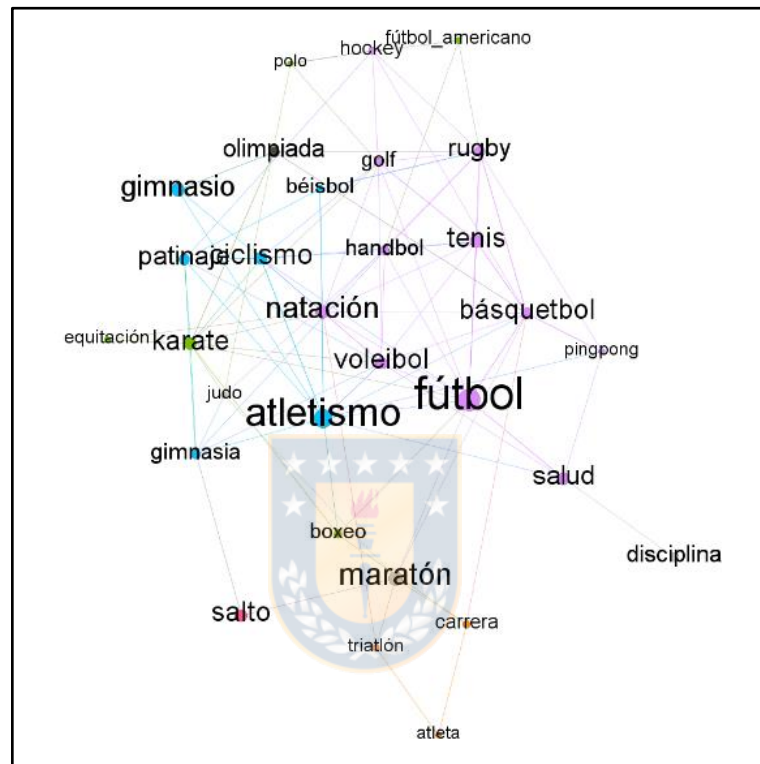 fútbol_americano
hockey
polo
olimpiada
golf
rugby
gimnasio
béisbol
patinaje
ciclismo
handbol
tenis
natación
básquetbol
equitación
karate
voleibol
pingpong
judo
atletismo
fútbol
gimnasia
salud
boxeo
disciplina
maratón
salto
carrera
triatlón
atleta